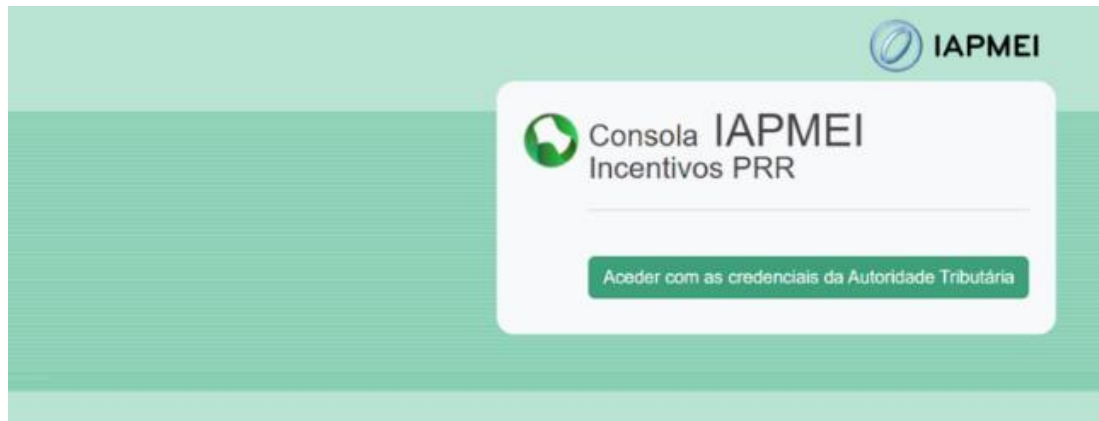 IAPMEI
Consola IAPMEI
Incentivos PRR
Aceder com as credenciais da Autoridade Tributária